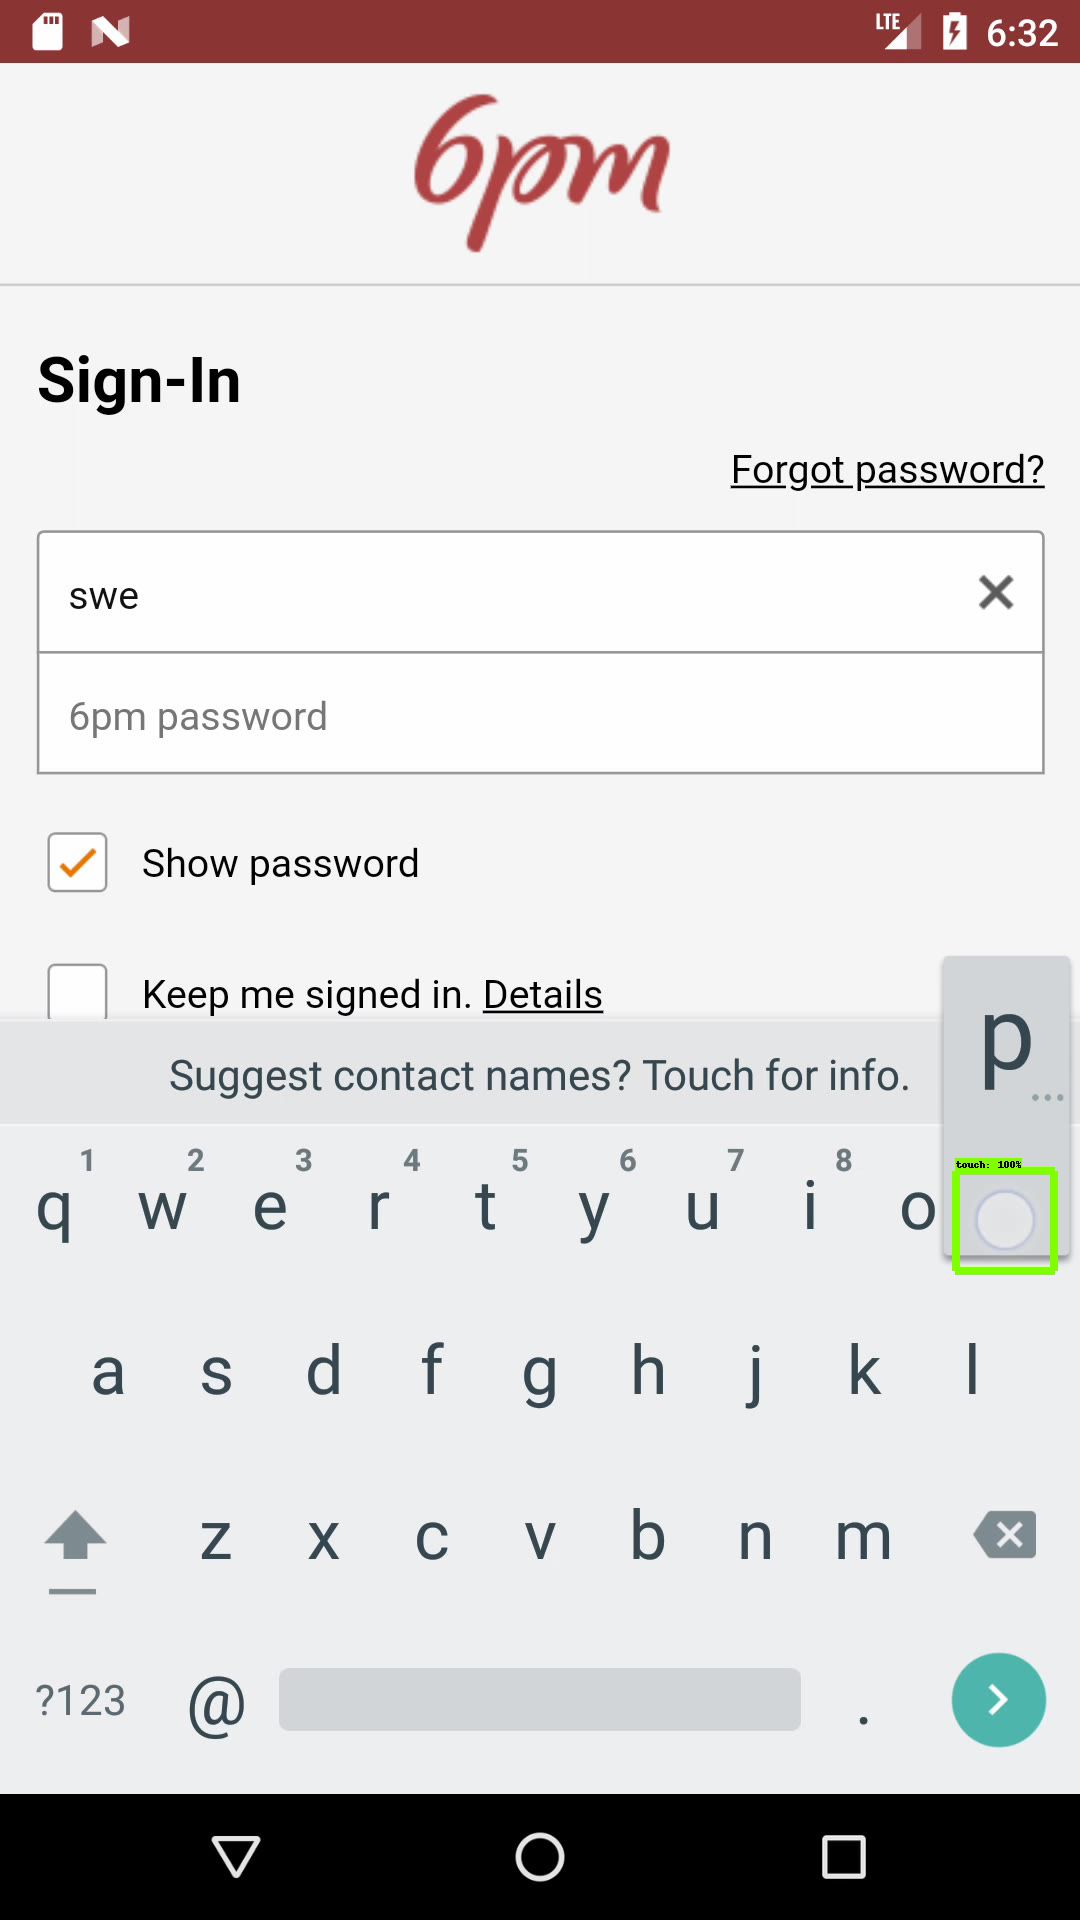 LTE 6:32
6pm
Sign-In
Forgot password?
swe
6pm password
Show password
Keep me signed in. Details
Suggest contact names? Touch for info.
p
...
touch: 100%
1 2 3 4 5 6 7 8
q w e r t y u i o
a s d f g h j k l
z x c v b n m
?123 @ .